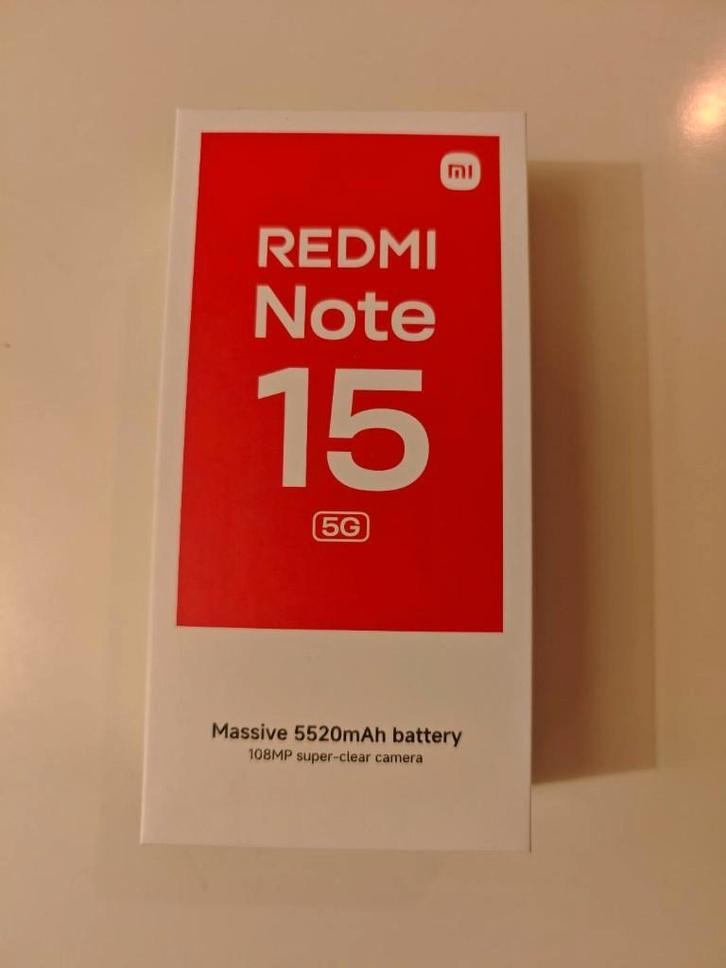 mi
REDMI
Note
15
5G
Massive 5520mAh battery
108MP super-clear camera